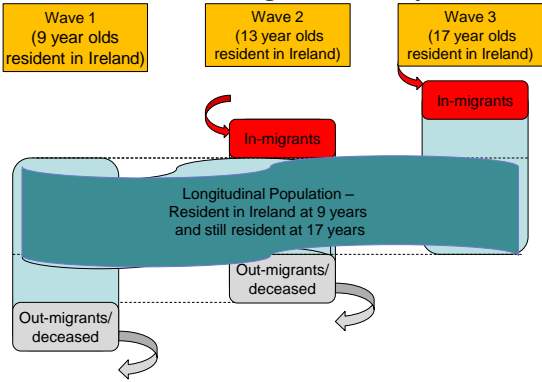 Wave 1
(9 year olds
resident in Ireland)
Wave 2
(13 year olds
resident in Ireland)
Wave 3
(17 year olds
resident in Ireland)
In-migrants
In-migrants
Longitudinal Population –
Resident in Ireland at 9 years
and still resident at 17 years
Out-migrants/
deceased
Out-migrants/
deceased